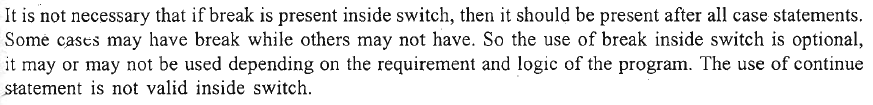 It is not necessary that if break is present inside switch, then it should be present after all case statements.
Some cases may have break while others may not have. So the use of break inside switch is optional,
it may or may not be used depending on the requirement and logic of the program. The use of continue
statement is not valid inside switch.